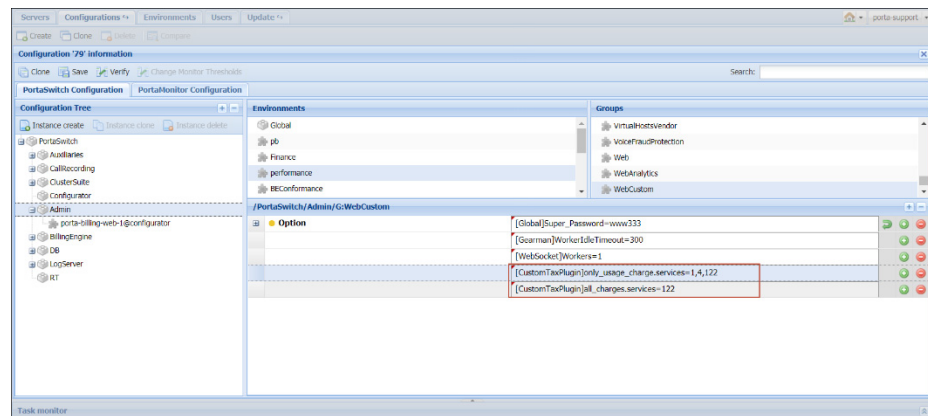 Servers Configurations Environments Users Update porta-support
Create Clone Delete Compare
Configuration '79' information
Clone Save Verify Change Monitor Thresholds Search:
PortaSwitch Configuration PortaMonitor Configuration
Configuration Tree Environments Groups
Instance create Instance clone Instance delete
PortaSwitch
Auxiliaries
CallRecording
ClusterSuite
Configurator
Admin
porta-billing-web-1@configurator
BillingEngine
DB
LogServer
RT
Global
pb
Finance
performance
BEConformance
VirtualHostsVendor
VoiceFraudProtection
Web
WebAnalytics
WebCustom
/PortaSwitch/Admin/G:WebCustom
Option [Global]Super_Password=www333
[Gearman]WorkerIdleTimeout=300
[WebSocket]Workers=1
[CustomTaxPlugin]only_usage_charge.services=1,4,122
[CustomTaxPlugin]all_charges.services=122
Task monitor